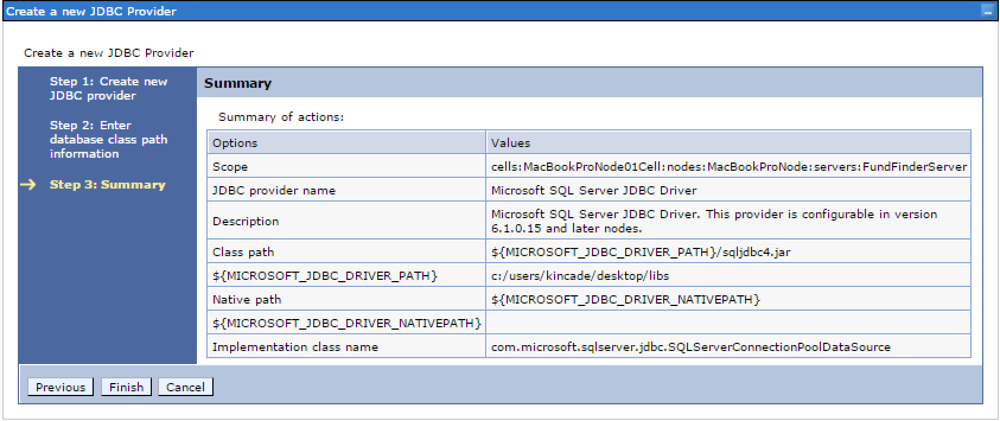 Create a new JDBC Provider
Create a new JDBC Provider
Step 1: Create new
JDBC provider
Step 2: Enter
database class path
information
Step 3: Summary
Summary
Summary of actions:
Options Values
Scope cells:MacBookProNode01Cell:nodes:MacBookProNode:servers:FundFinderServer
JDBC provider name Microsoft SQL Server JDBC Driver
Description Microsoft SQL Server JDBC Driver. This provider is configurable in version
6.1.0.15 and later nodes.
Class path ${MICROSOFT_JDBC_DRIVER_PATH}/sqljdbc4.jar
${MICROSOFT_JDBC_DRIVER_PATH} c:/users/kincade/desktop/libs
Native path ${MICROSOFT_JDBC_DRIVER_NATIVEPATH}
${MICROSOFT_JDBC_DRIVER_NATIVEPATH}
Implementation class name com.microsoft.sqlserver.jdbc.SQLServerConnectionPoolDataSource
Previous Finish Cancel